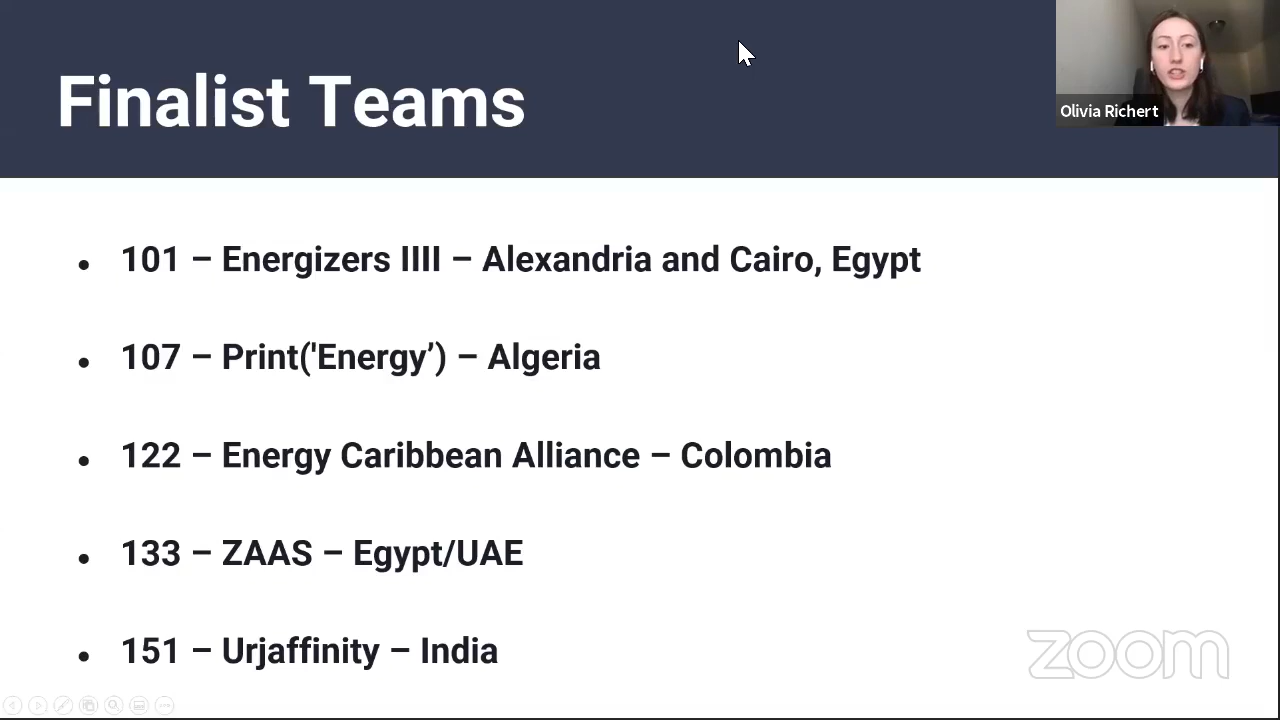 Finalist Teams
Olivia Richert
• 101 – Energizers IIII – Alexandria and Cairo, Egypt
• 107 – Print('Energy’) – Algeria
• 122 – Energy Caribbean Alliance – Colombia
• 133 – ZAAS – Egypt/UAE
• 151 – Urjaffinity – India
zoom